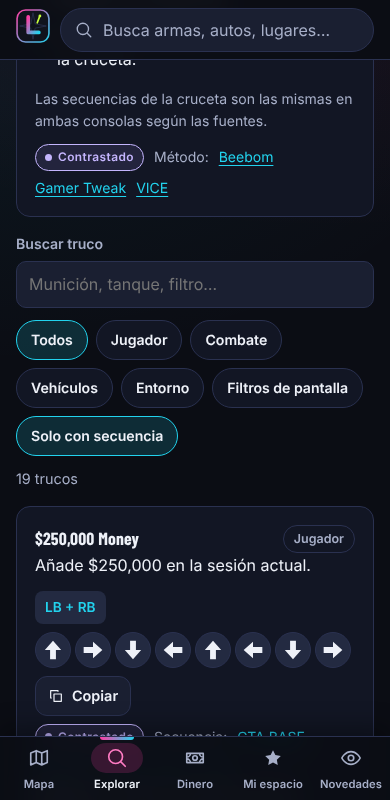 L
Busca armas, autos, lugares...
la cruceta.
Las secuencias de la cruceta son las mismas en
ambas consolas según las fuentes.
Contrastado Método: Beebom
Gamer Tweak VICE
Buscar truco
Munición, tanque, filtro...
Todos Jugador Combate
Vehículos Entorno Filtros de pantalla
Solo con secuencia
19 trucos
$250,000 Money Jugador
Añade $250,000 en la sesión actual.
LB + RB
Copiar
Contrastado Secuencia: GTA BASE
Mapa Explorar Dinero Mi espacio Novedades